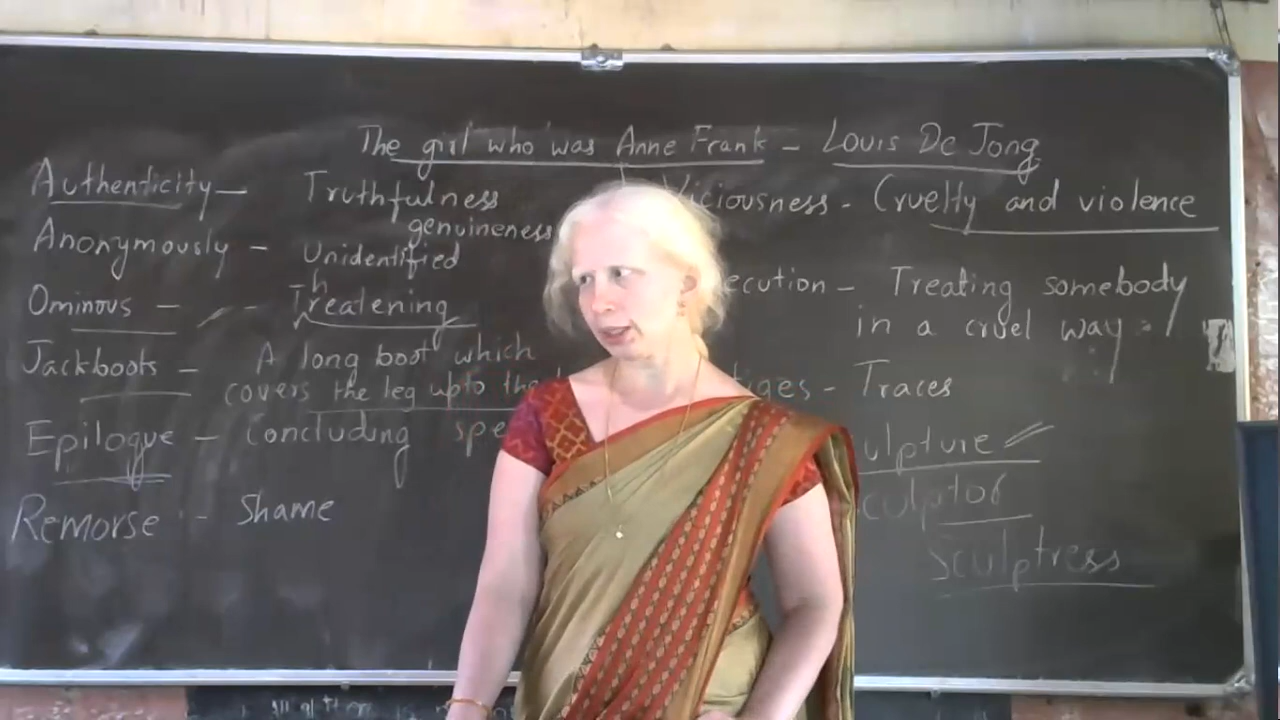 The girl who was Anne Frank - Louis De Jong
Authenticity - Truthfulness
genuineness
Anonymously - Unidentified
Ominous - - Threatening
Jackboots - A long boot which
covers the leg upto the
Epilogue - Concluding spe
Remorse - Shame
Viciousness - Cruelty and violence
ecution - Treating somebody
in a cruel way.
iges - Traces
ulpture
culptor
Sculptress